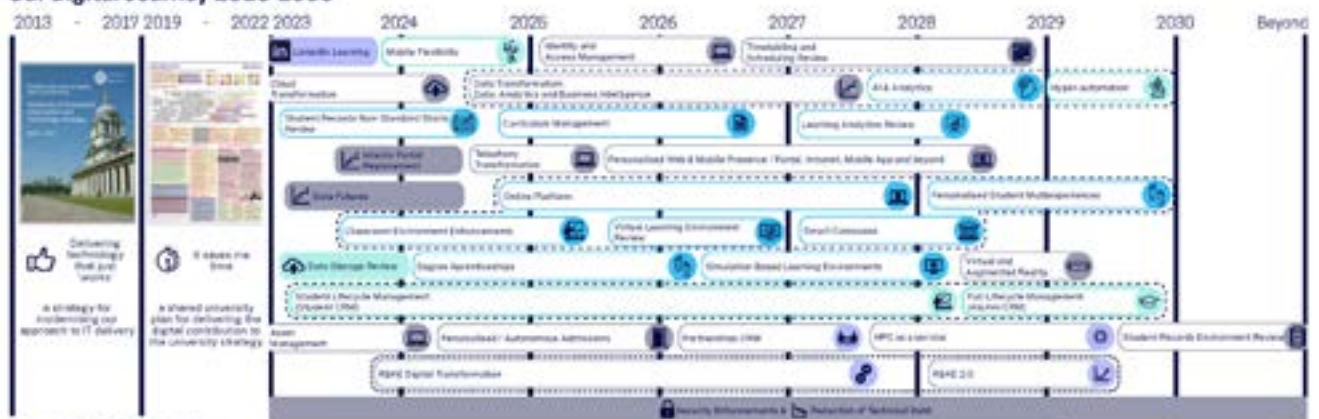 2013 - 2017 2019 - 2022 2023 2024 2025 2026 2027 2028 2029 2030 Beyond
LinkedIn Learning
Mobile Flexibility
Identity and
Access Management
Timetabling and
Scheduling Review
Cloud
Transformation
Data Transformation
Data Analytics and Business Intelligence
AI & Analytics
Hyper-automation
Student Records Non-Standard Starts
Review
Curriculum Management
Learning Analytics Review
Portal
Replacement
Telephony
Transformation
Personalised Web & Mobile Presence / Portal, Intranet, Mobile App and beyond
Data Futures
Online Platform
Personalised Student Multiexperiences
Classroom Environment Enhancements
Virtual Learning Environment
Review
Smart Campuses
Delivering
technology
that just
works
It saves me
time
Data Storage Review
Degree Apprenticeships
Simulation Based Learning Environments
Virtual and
Augmented Reality
a strategy for
modernising our
approach to IT delivery
a shared university
plan for delivering the
digital contribution to
the university strategy
Student Lifecycle Management
(Student CRM)
Full Lifecycle Management
(Alumni CRM)
Asset
Management
Personalised / Autonomous Admissions
Partnerships CRM
HPC as a service
Student Records Environment Review
R&KE Digital Transformation
R&KE 2.0
Security Enhancements & Reduction of Technical Debt